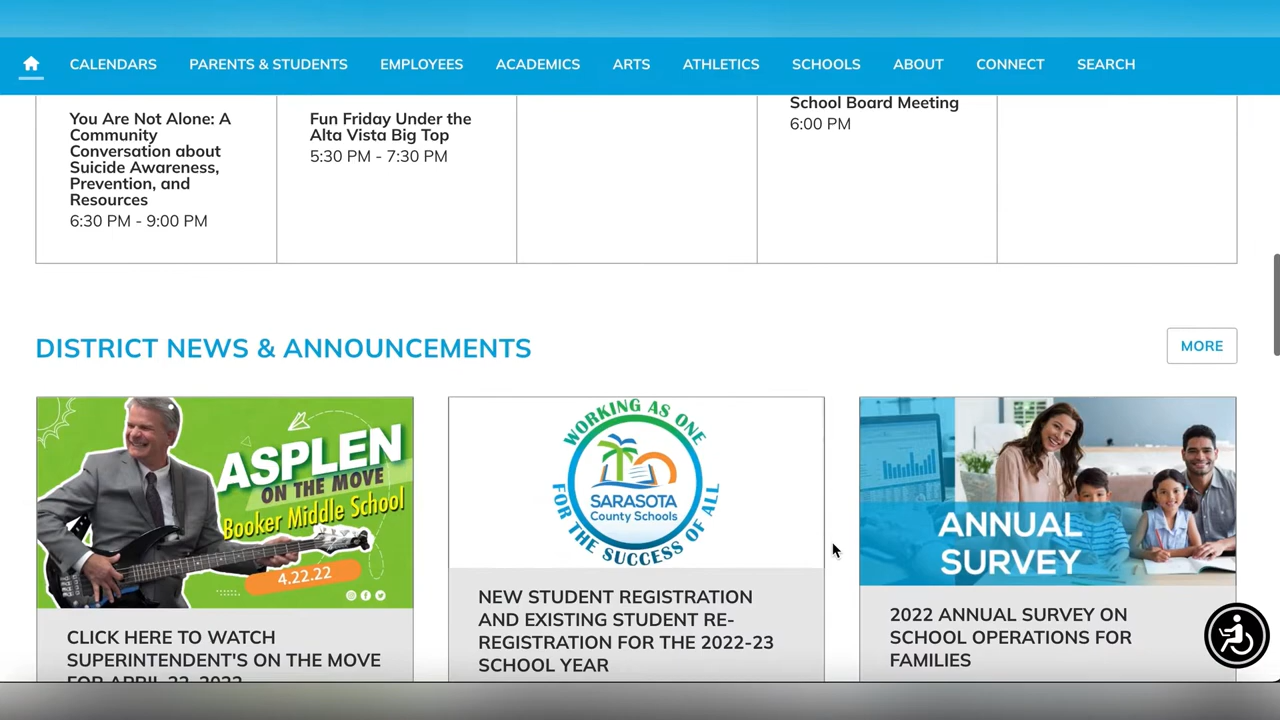 CALENDARS PARENTS & STUDENTS EMPLOYEES ACADEMICS ARTS ATHLETICS SCHOOLS ABOUT CONNECT SEARCH
You Are Not Alone: A
Community
Conversation about
Suicide Awareness,
Prevention, and
Resources
6:30 PM - 9:00 PM
Fun Friday Under the
Alta Vista Big Top
5:30 PM - 7:30 PM
School Board Meeting
6:00 PM
DISTRICT NEWS & ANNOUNCEMENTS
MORE
ASPLEN
ON THE MOVE
Booker Middle School
4.22.22
CLICK HERE TO WATCH
SUPERINTENDENT'S ON THE MOVE
FOR APRIL 22, 2022
WORKING AS ONE
SARASOTA
County Schools
FOR THE SUCCESS OF ALL
NEW STUDENT REGISTRATION
AND EXISTING STUDENT RE-
REGISTRATION FOR THE 2022-23
SCHOOL YEAR
ANNUAL
SURVEY
2022 ANNUAL SURVEY ON
SCHOOL OPERATIONS FOR
FAMILIES